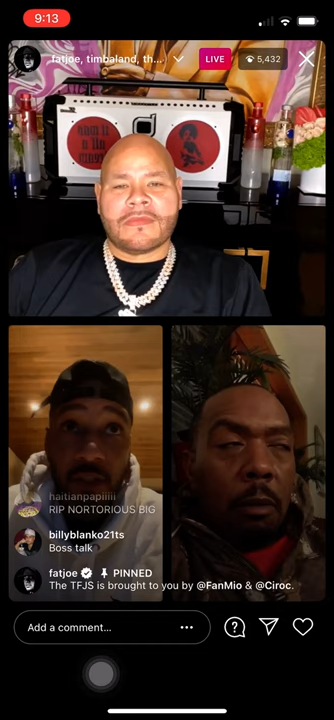 9:13
fatjoe, timbaland, th...
LIVE
5,432
haitianpapiiiii
RIP NORTORIOUS BIG
billyblanko21ts
Boss talk
fatjoe PINNED
The TFJS is brought to you by @FanMio & @Ciroc.
Add a comment...